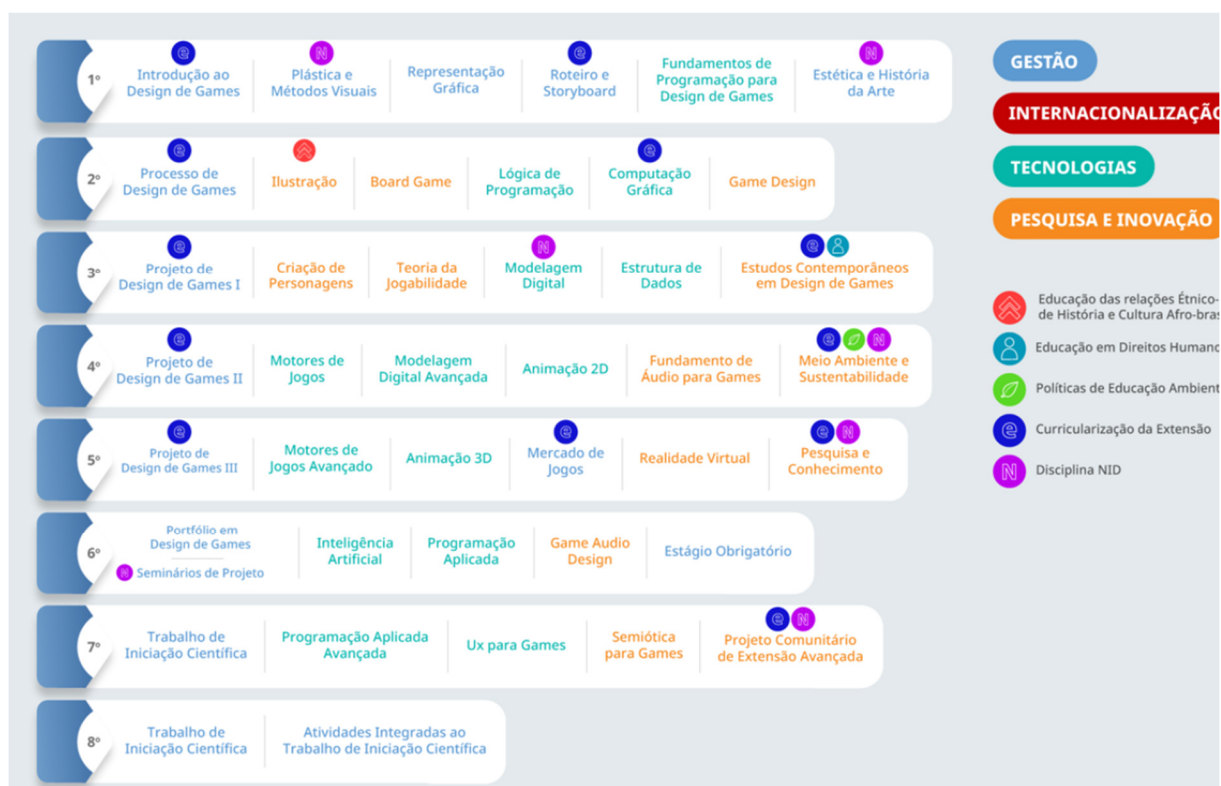 1º
Introdução ao
Design de Games
Plástica e
Métodos Visuais
Representação
Gráfica
Roteiro e
Storyboard
Fundamentos de
Programação para
Design de Games
Estética e História
da Arte
2º
Processo de
Design de Games
Ilustração
Board Game
Lógica de
Programação
Computação
Gráfica
Game Design
3º
Projeto de
Design de Games I
Criação de
Personagens
Teoria da
Jogabilidade
Modelagem
Digital
Estrutura de
Dados
Estudos Contemporâneos
em Design de Games
4º
Projeto de
Design de Games II
Motores de
Jogos
Modelagem
Digital Avançada
Animação 2D
Fundamento de
Áudio para Games
Meio Ambiente e
Sustentabilidade
5º
Projeto de
Design de Games III
Motores de
Jogos Avançado
Animação 3D
Mercado de
Jogos
Realidade Virtual
Pesquisa e
Conhecimento
6º
Portfólio em
Design de Games
Seminários de Projeto
Inteligência
Artificial
Programação
Aplicada
Game Audio
Design
Estágio Obrigatório
7º
Trabalho de
Iniciação Científica
Programação Aplicada
Avançada
Ux para Games
Semiótica
para Games
Projeto Comunitário
de Extensão Avançada
8º
Trabalho de
Iniciação Científica
Atividades Integradas ao
Trabalho de Iniciação Científica
GESTÃO
INTERNACIONALIZAÇÃO
TECNOLOGIAS
PESQUISA E INOVAÇÃO
Educação das relações Étnico-
de História e Cultura Afro-bras
Educação em Direitos Humano
Políticas de Educação Ambient
Curricularização da Extensão
Disciplina NID